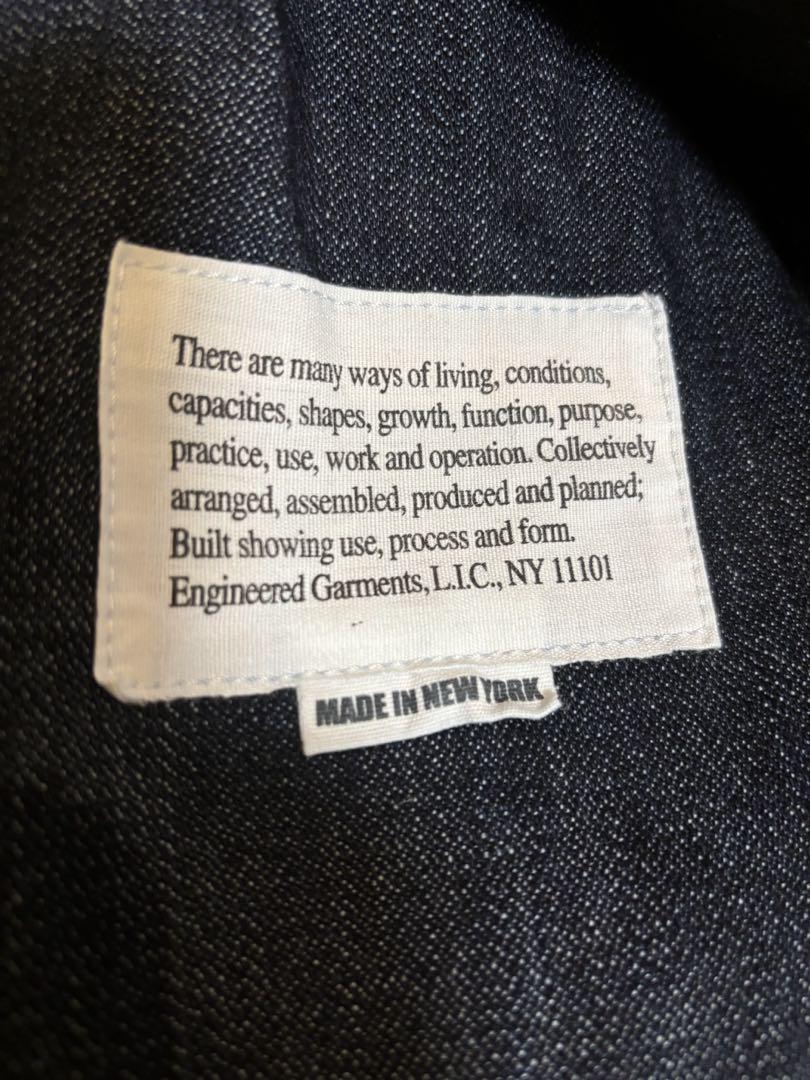 There are many ways of living, conditions,
capacities, shapes, growth, function, purpose,
practice, use, work and operation. Collectively
arranged, assembled, produced and planned;
Built showing use, process and form.
Engineered Garments, L.I.C., NY 11101
MADE IN NEW YORK